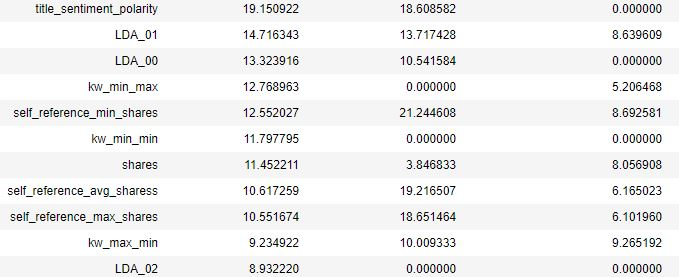 title_sentiment_polarity 19.150922 18.608582 0.000000
LDA_01 14.716343 13.717428 8.639609
LDA_00 13.323916 10.541584 0.000000
kw_min_max 12.768963 0.000000 5.206468
self_reference_min_shares 12.552027 21.244608 8.692581
kw_min_min 11.797795 0.000000 0.000000
shares 11.452211 3.846833 8.056908
self_reference_avg_sharess 10.617259 19.216507 6.165023
self_reference_max_shares 10.551674 18.651464 6.101960
kw_max_min 9.234922 10.009333 9.265192
LDA_02 8.932220 0.000000 0.000000